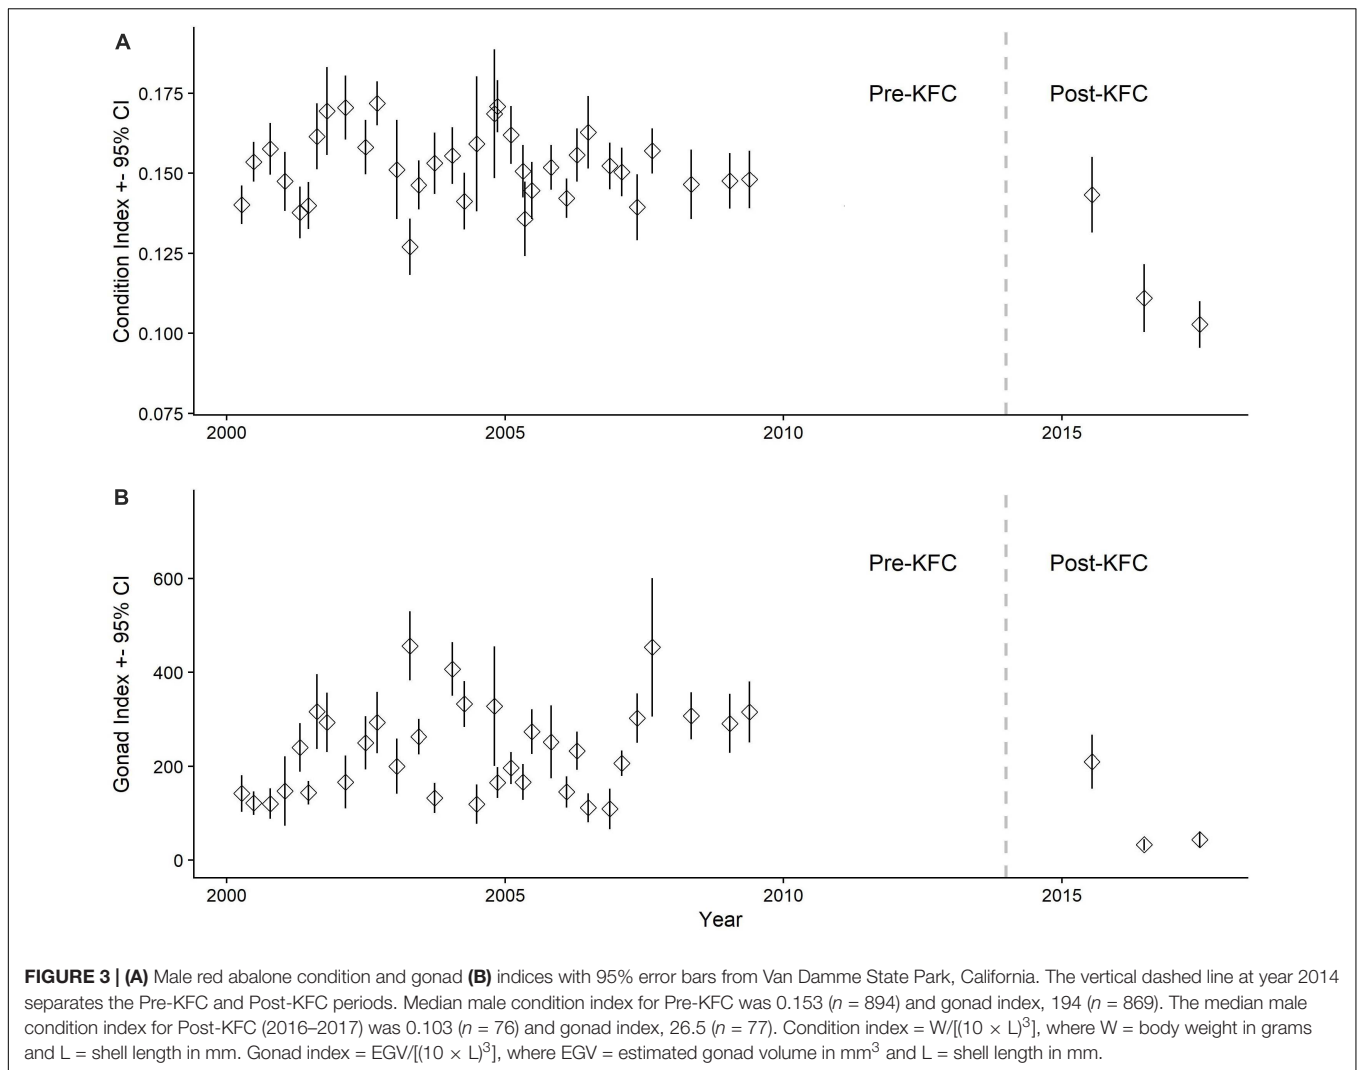 A
Condition Index +- 95% CI
0.175
0.150
0.125
0.100
0.075
Pre-KFC
Post-KFC
2000
2005
2010
2015
B
Gonad Index +- 95% CI
600
400
200
0
Pre-KFC
Post-KFC
2000
2005
2010
2015
Year
FIGURE 3 | (A) Male red abalone condition and gonad (B) indices with 95% error bars from Van Damme State Park, California. The vertical dashed line at year 2014
separates the Pre-KFC and Post-KFC periods. Median male condition index for Pre-KFC was 0.153 (n = 894) and gonad index, 194 (n = 869). The median male
condition index for Post-KFC (2016–2017) was 0.103 (n = 76) and gonad index, 26.5 (n = 77). Condition index = W/[(10 × L)³], where W = body weight in grams
and L = shell length in mm. Gonad index = EGV/[(10 × L)³], where EGV = estimated gonad volume in mm³ and L = shell length in mm.